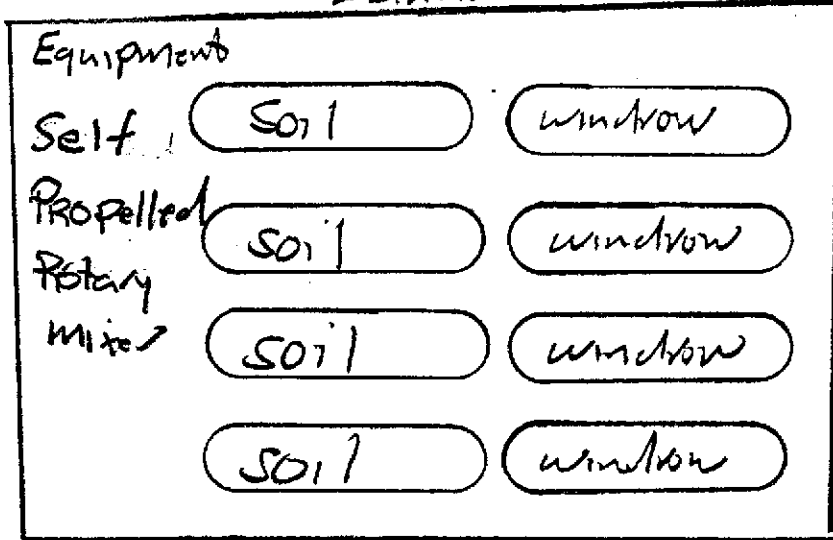 Equipment
Self Soil windrow
Propelled Soil windrow
Rotary
mixer Soil windrow
Soil windrow